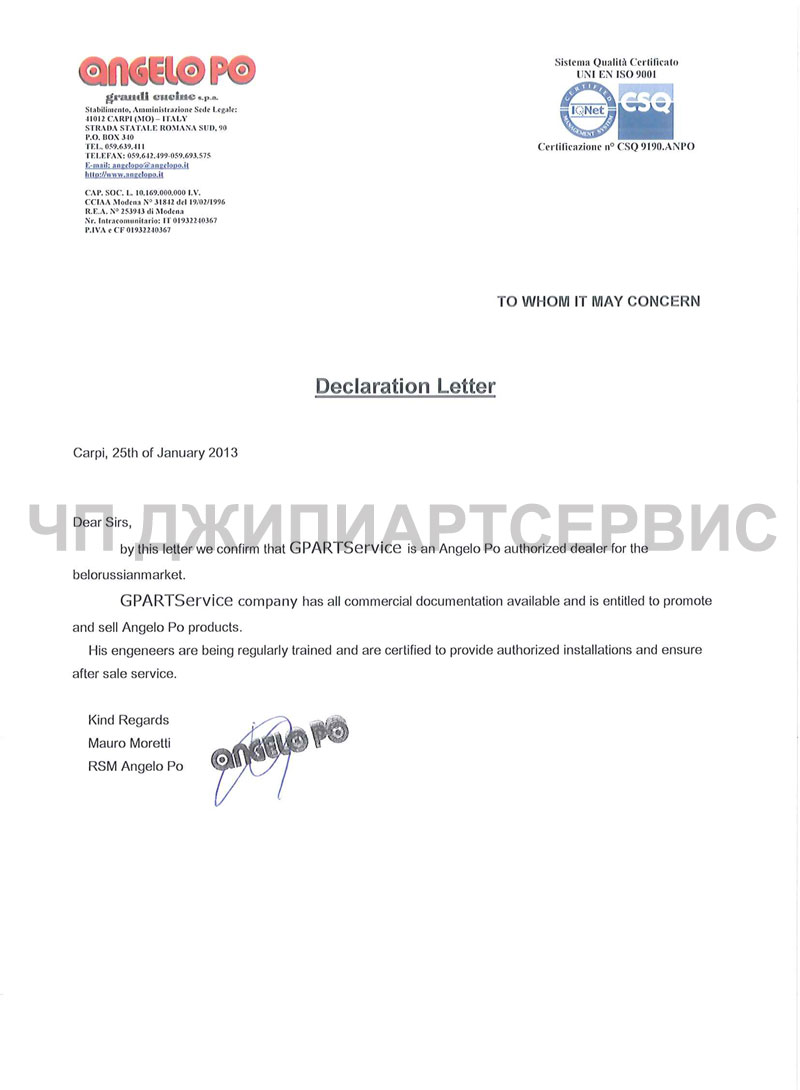 ANGELO PO
grandi cucine s.p.a.
Stabilimento, Amministrazione Sede Legale:
41012 CARPI (MO) – ITALY
STRADA STATALE ROMANA SUD, 90
P.O. BOX 340
TEL. 059.639.411
TELEFAX: 059.642.499-059.693.575
E-mail: angelopo@angelopo.it
http://www.angelopo.it
CAP. SOC. L. 10.169.000,000 I.V.
CCIAA Modena N° 31842 del 19/02/1996
R.E.A. N° 253943 di Modena
Nr. Intracomunitario: IT 01932240367
P.IVA e CF 01932240367
Sistema Qualità Certificato
UNI EN ISO 9001
CERTIFIED
IQNet
MANAGEMENT SYSTEM
CSQ
Certificazione n° CSQ 9190.ANPO
TO WHOM IT MAY CONCERN
Declaration Letter
Carpi, 25th of January 2013
ЧП ДЖИПИАРТСЕРВИС
Dear Sirs,
by this letter we confirm that GPARTService is an Angelo Po authorized dealer for the
belorussianmarket.
GPARTService company has all commercial documentation available and is entitled to promote
and sell Angelo Po products.
His engeneers are being regularly trained and are certified to provide authorized installations and ensure
after sale service.
Kind Regards
Mauro Moretti
RSM Angelo Po
ANGELO PO